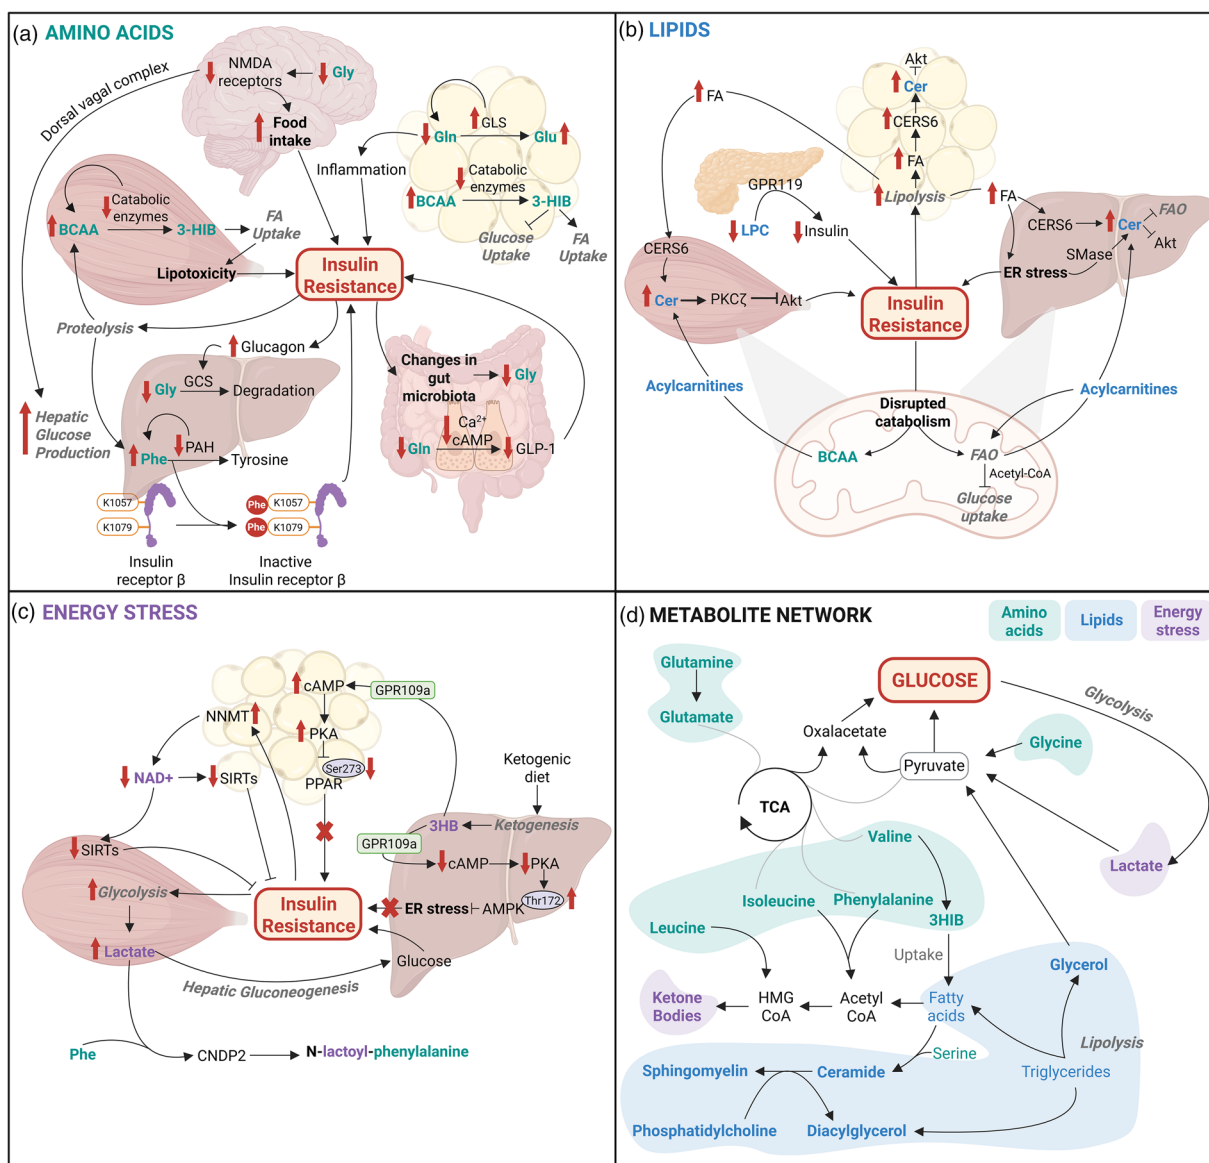 (a) AMINO ACIDS
Dorsal vagal complex
NMDA
receptors
Gly
Food
intake
GLS
Gln
Glu
Inflammation
Catabolic
enzymes
BCAA
3-HIB
Glucose
Uptake
FA
Uptake
Catabolic
enzymes
BCAA
3-HIB
FA
Uptake
Lipotoxicity
Insulin
Resistance
Proteolysis
Glucagon
GCS
Gly
Degradation
Hepatic
Glucose
Production
PAH
Phe
Tyrosine
Changes in
gut
microbiota
Gly
Ca2+
cAMP
Gln
GLP-1
K1057
K1079
Phe
K1057
Phe
K1079
Insulin
receptor β
Inactive
Insulin receptor β
(b) LIPIDS
Akt
Cer
CERS6
FA
Lipolysis
FA
GPR119
LPC
Insulin
FA
CERS6
Cer
FAO
Akt
SMase
ER stress
CERS6
Cer
PKCζ
Akt
Insulin
Resistance
Acylcarnitines
Acylcarnitines
Disrupted
catabolism
BCAA
FAO
Acetyl-CoA
Glucose
uptake
(c) ENERGY STRESS
cAMP
GPR109a
NNMT
PKA
Ser273
PPAR
NAD+
SIRTs
Ketogenic
diet
3HB
Ketogenesis
GPR109a
cAMP
PKA
Thr172
SIRTs
Glycolysis
Lactate
Insulin
Resistance
ER stress
AMPK
Glucose
Hepatic Gluconeogenesis
Phe
CNDP2
N-lactoyl-phenylalanine
(d) METABOLITE NETWORK
Amino
acids
Lipids
Energy
stress
Glutamine
Glutamate
GLUCOSE
Glycolysis
Oxalacetate
Glycine
Pyruvate
TCA
Valine
Lactate
Isoleucine
Phenylalanine
3HIB
Leucine
Uptake
Glycerol
Ketone
Bodies
HMG
CoA
Acetyl
CoA
Fatty
acids
Lipolysis
Serine
Sphingomyelin
Ceramide
Triglycerides
Phosphatidylcholine
Diacylglycerol